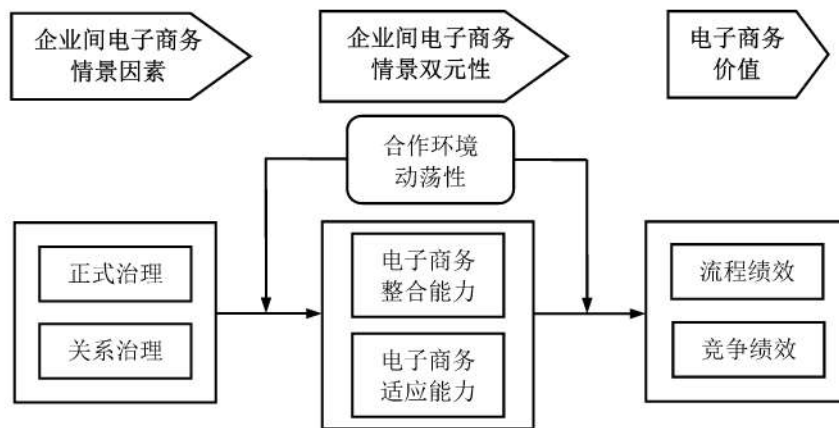 企业间电子商务
情景因素
企业间电子商务
情景双元性
电子商务
价值
合作环境
动荡性
正式治理
关系治理
电子商务
整合能力
电子商务
适应能力
流程绩效
竞争绩效